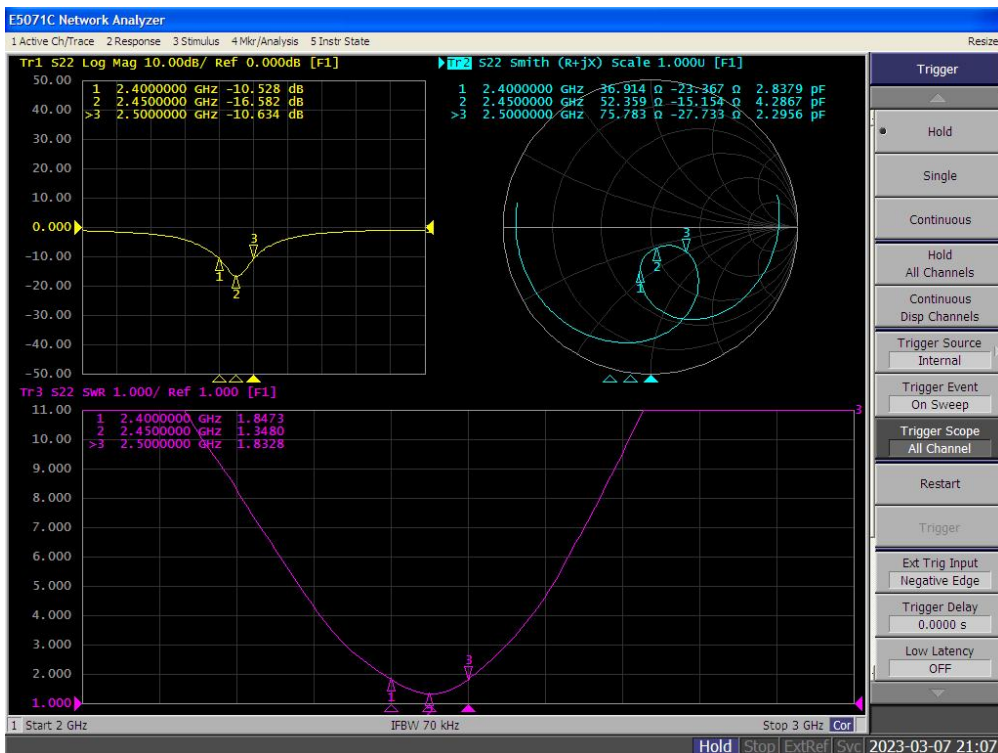 E5071C Network Analyzer
1 Active Ch/Trace 2 Response 3 Stimulus 4 Mkr/Analysis 5 Instr State
Resize
Tr1 S22 Log Mag 10.00dB/ Ref 0.000dB [F1]
50.00
40.00
30.00
20.00
10.00
0.000
-10.00
-20.00
-30.00
-40.00
-50.00
1 2.4000000 GHz -10.528 dB
2 2.4500000 GHz -16.582 dB
>3 2.5000000 GHz -10.634 dB
1
2
3
Tr2 S22 Smith (R+jX) Scale 1.000U [F1]
1 2.4000000 GHz 36.914 Ω -23.367 Ω 2.8379 pF
2 2.4500000 GHz 52.359 Ω -15.154 Ω 4.2867 pF
>3 2.5000000 GHz 75.783 Ω -27.733 Ω 2.2956 pF
1
2
3
Tr3 S22 SWR 1.000/ Ref 1.000 [F1]
11.00
10.00
9.000
8.000
7.000
6.000
5.000
4.000
3.000
2.000
1.000
1 2.4000000 GHz 1.8473
2 2.4500000 GHz 1.3480
>3 2.5000000 GHz 1.8328
1
2
3
3
1 Start 2 GHz
IFBW 70 kHz
Stop 3 GHz Cor
Trigger
Hold
Single
Continuous
Hold
All Channels
Continuous
Disp Channels
Trigger Source
Internal
Trigger Event
On Sweep
Trigger Scope
All Channel
Restart
Trigger
Ext Trig Input
Negative Edge
Trigger Delay
0.0000 s
Low Latency
OFF
Hold Stop ExtRef Svc 2023-03-07 21:07